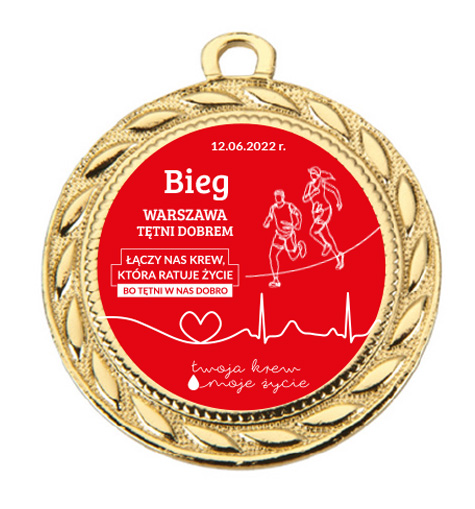 12.06.2022 r.
Bieg
WARSZAWA
TĘTNI DOBREM
ŁĄCZY NAS KREW,
KTÓRA RATUJE ŻYCIE
BO TĘTNI W NAS DOBRO
twoja krew
moje życie